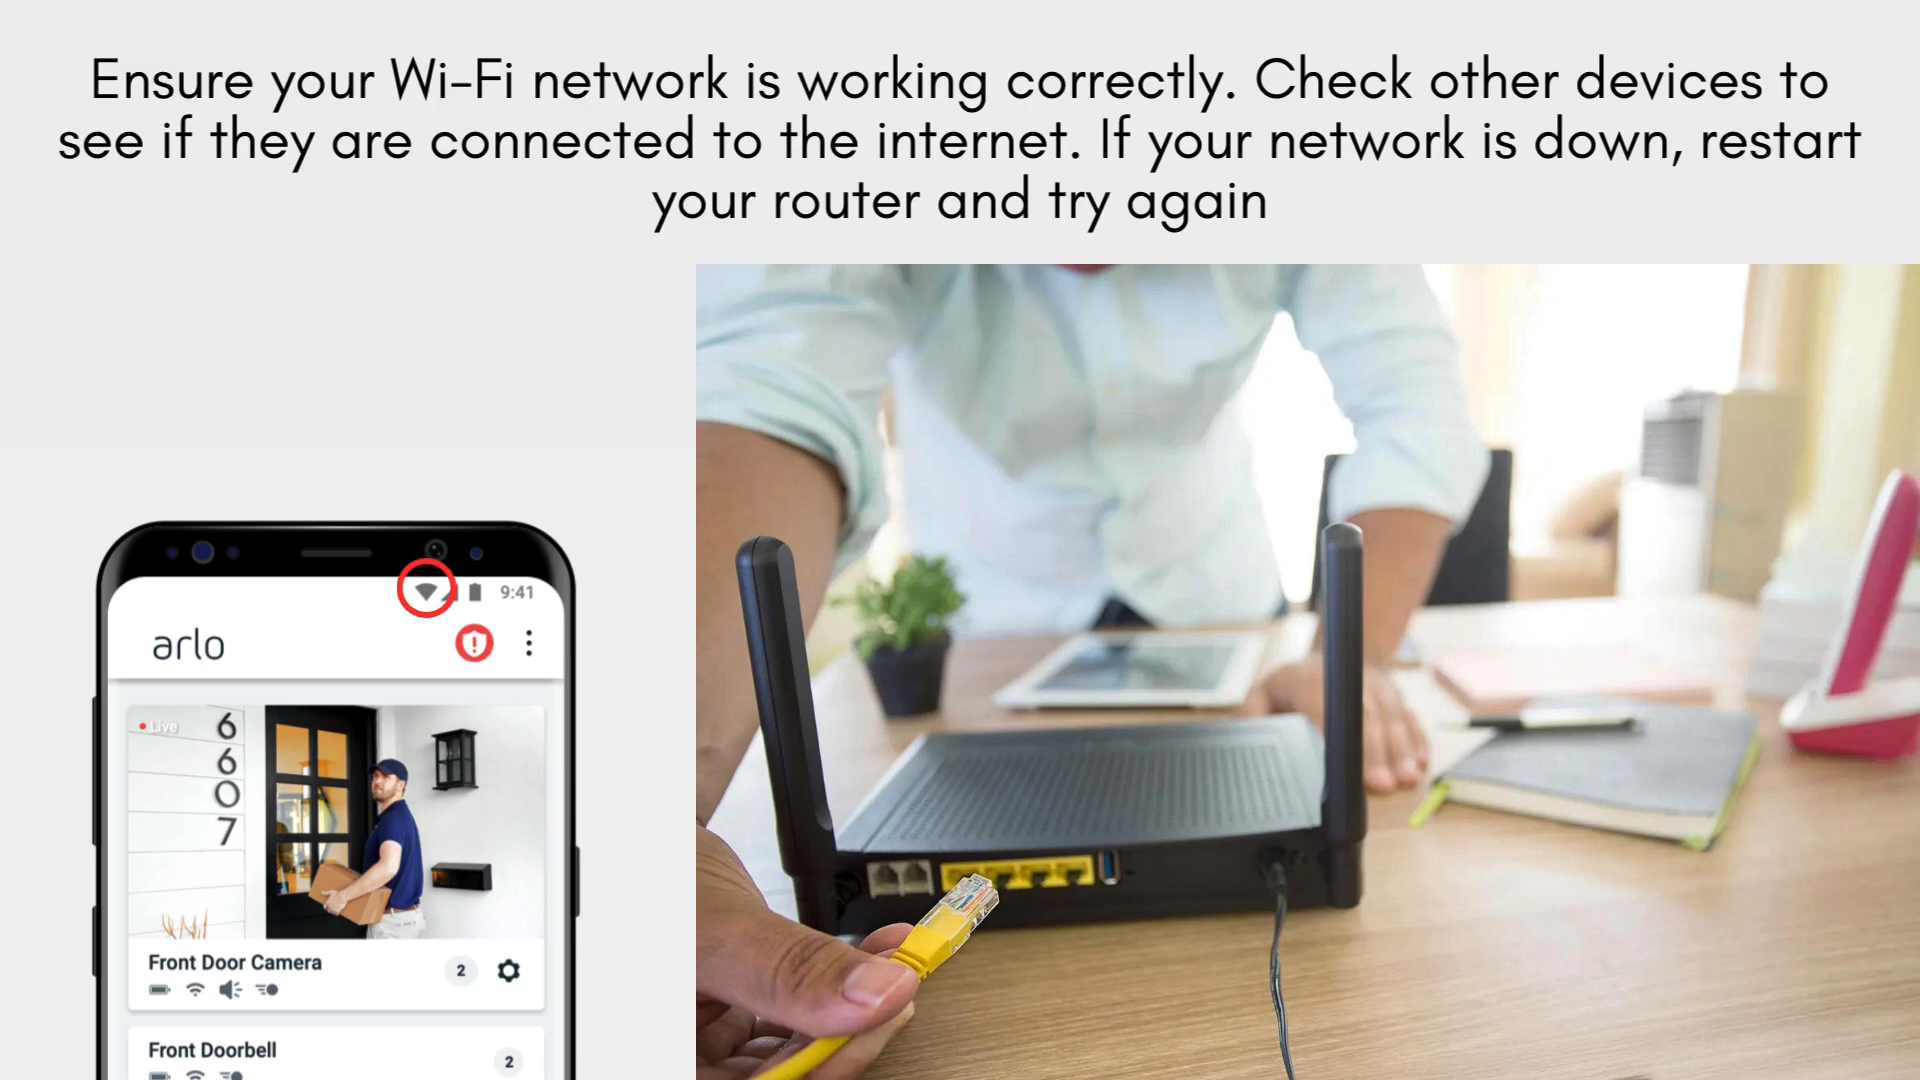 Ensure your Wi-Fi network is working correctly. Check other devices to
see if they are connected to the internet. If your network is down, restart
your router and try again
9:41
arlo
Live
6
6
0
7
Front Door Camera
2
Front Doorbell
2